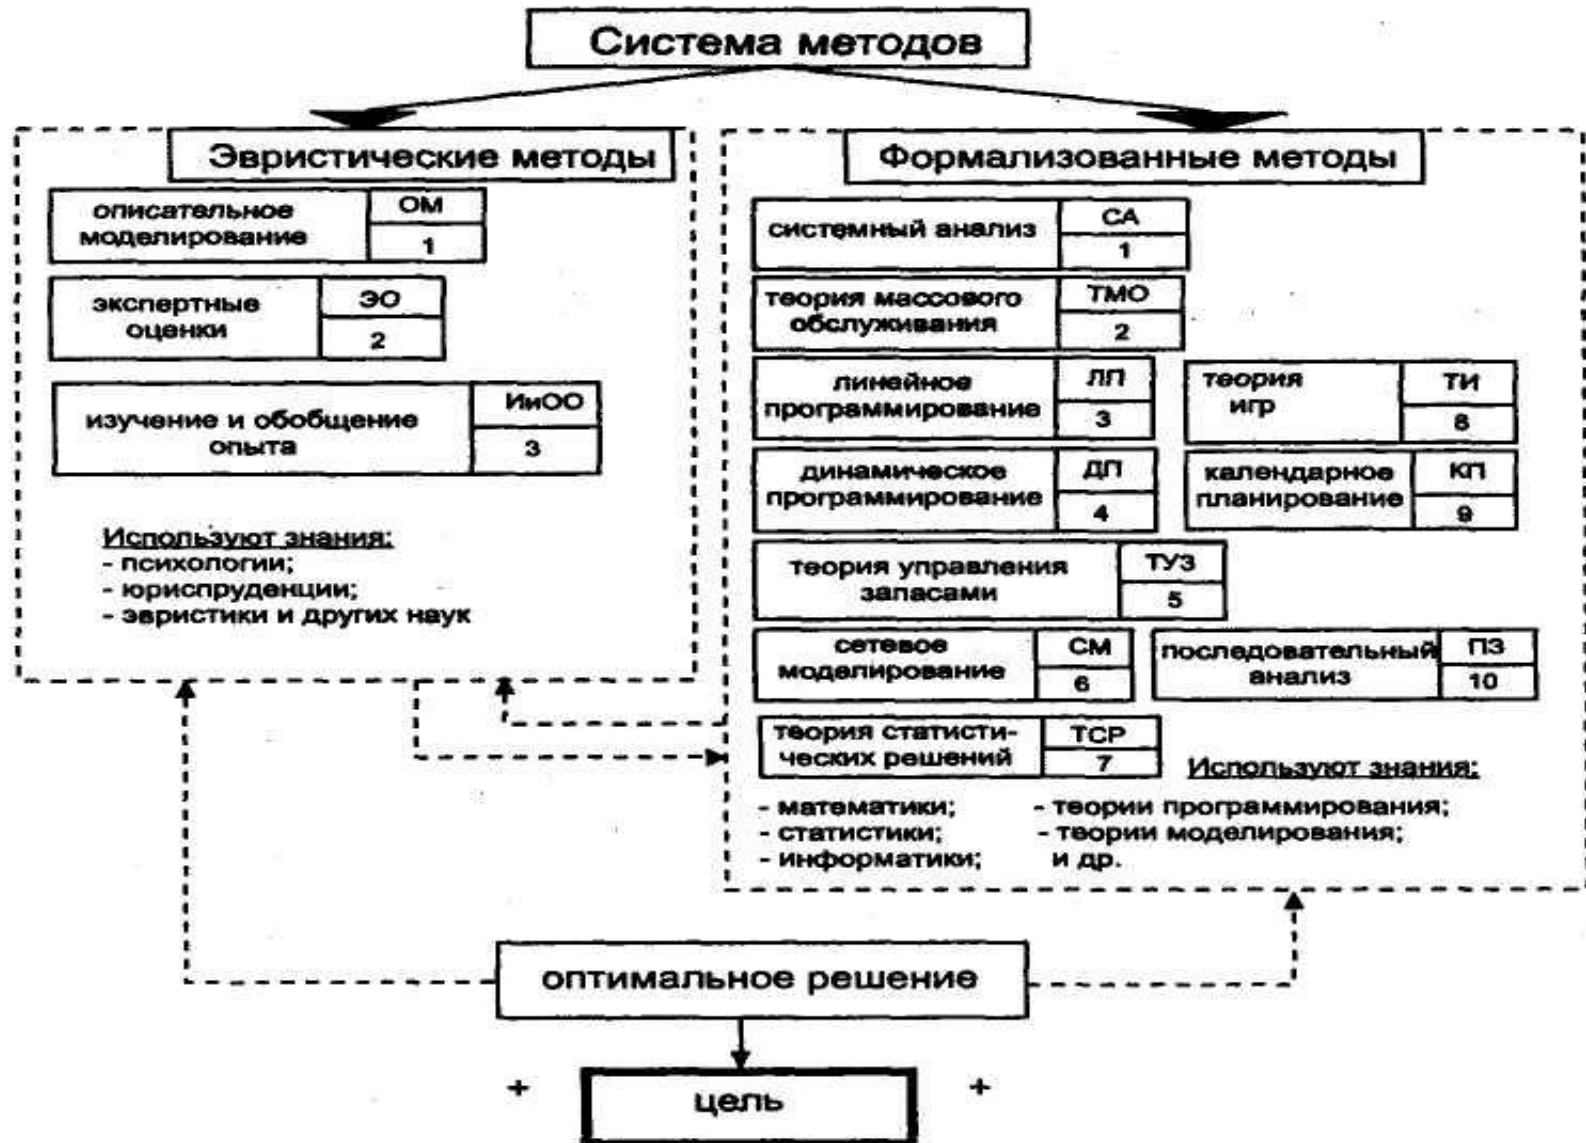 Система методов
Эвристические методы
описательное
моделирование
ОМ
1
экспертные
оценки
ЭО
2
изучение и обобщение
опыта
ИиОО
3
Используют знания:
- психологии;
- юриспруденции;
- эвристики и других наук
Формализованные методы
системный анализ
СА
1
теория массового
обслуживания
ТМО
2
линейное
программирование
ЛП
3
теория
игр
ТИ
8
динамическое
программирование
ДП
4
календарное
планирование
КП
9
теория управления
запасами
ТУЗ
5
сетевое
моделирование
СМ
6
последовательный
анализ
ПЗ
10
теория статисти-
ческих решений
ТСР
7
Используют знания:
- математики;
- статистики;
- информатики;
- теории программирования;
- теории моделирования;
и др.
оптимальное решение
+
цель
+